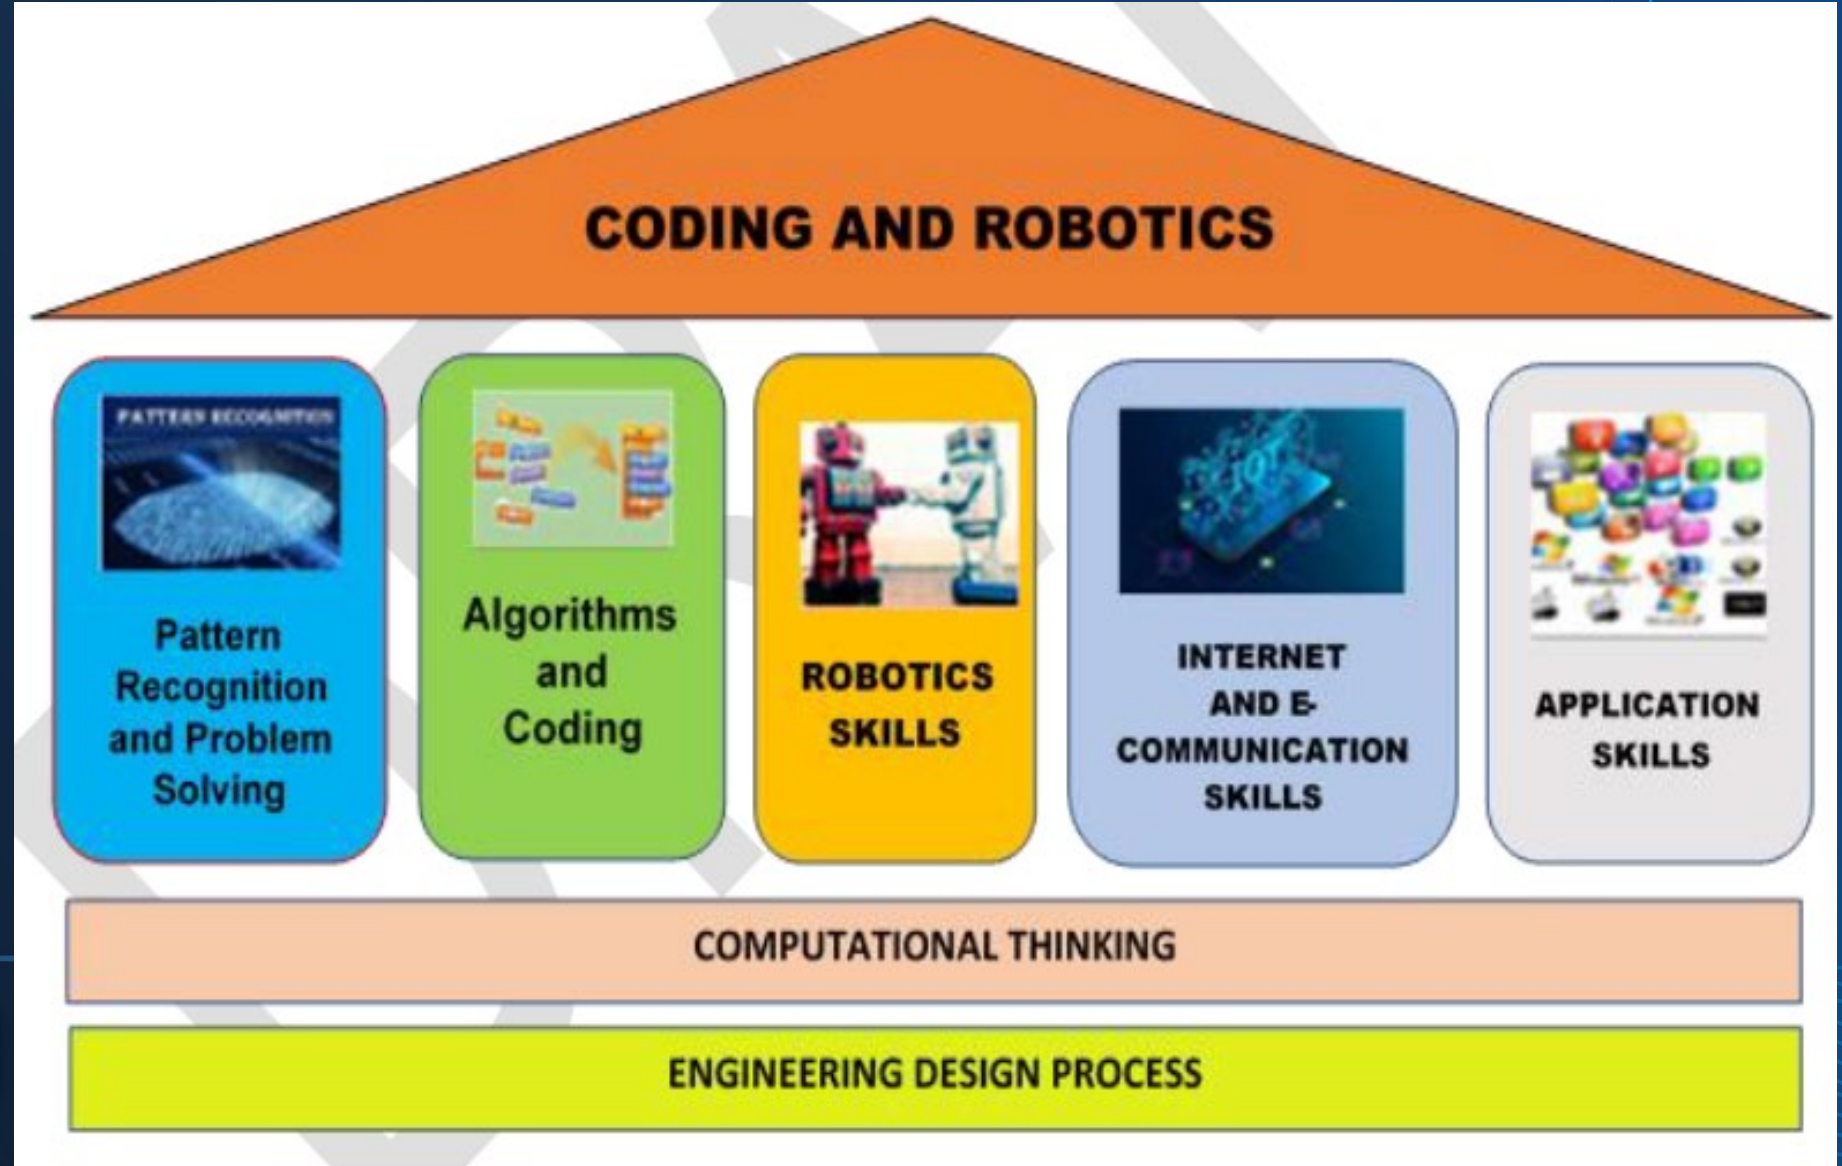 CODING AND ROBOTICS
PATTERN RECOGNITION
Pattern
Recognition
and Problem
Solving
Algorithms
and
Coding
ROBOTICS
SKILLS
INTERNET
AND E-
COMMUNICATION
SKILLS
APPLICATION
SKILLS
COMPUTATIONAL THINKING
ENGINEERING DESIGN PROCESS